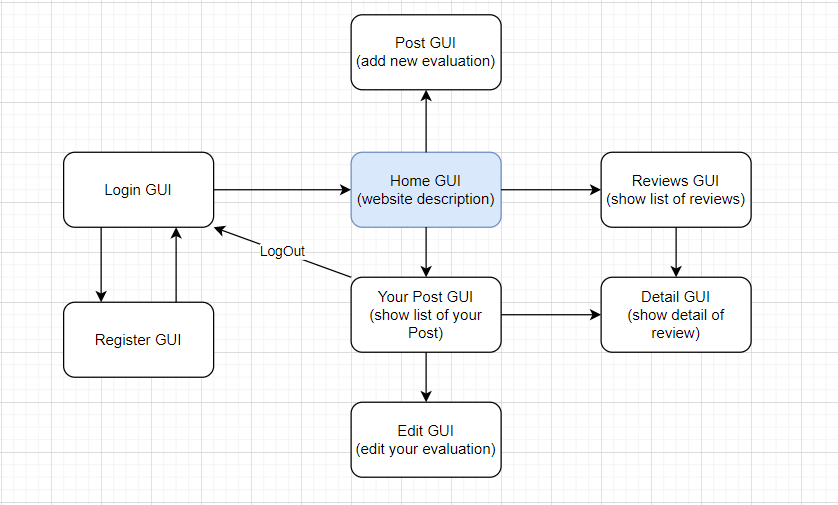 Post GUI
(add new evaluation)
Login GUI
Home GUI
(website description)
Reviews GUI
(show list of reviews)
LogOut
Register GUI
Your Post GUI
(show list of your
Post)
Detail GUI
(show detail of
review)
Edit GUI
(edit your evaluation)